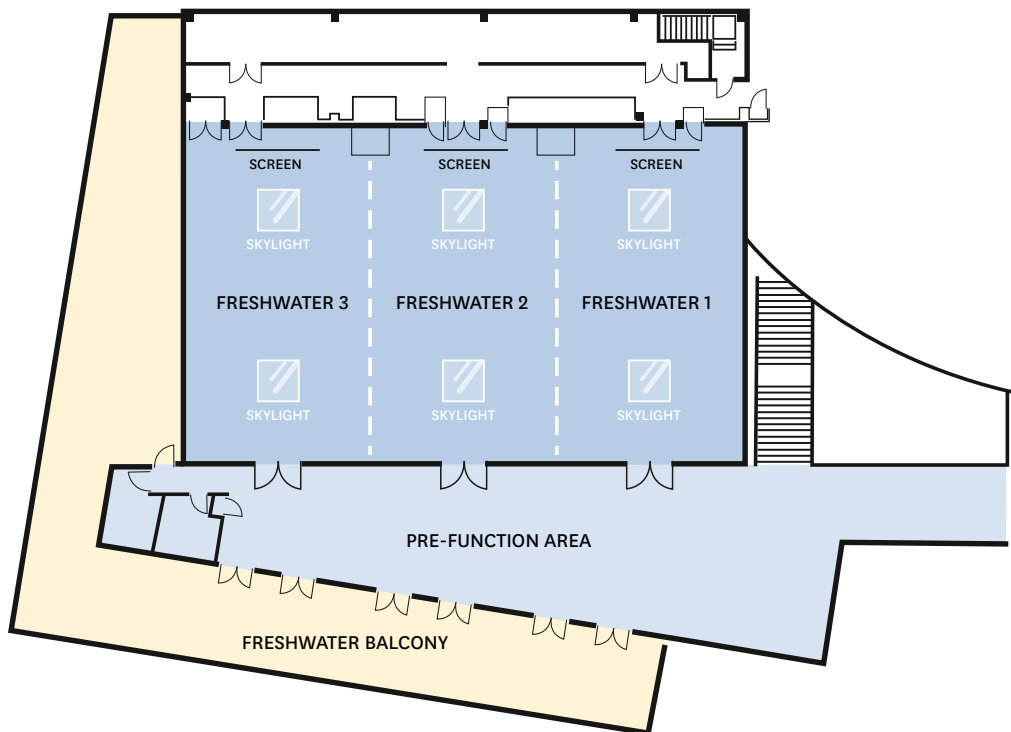 SCREEN
SCREEN
SCREEN
SKYLIGHT
SKYLIGHT
SKYLIGHT
FRESHWATER 3
FRESHWATER 2
FRESHWATER 1
SKYLIGHT
SKYLIGHT
SKYLIGHT
PRE-FUNCTION AREA
FRESHWATER BALCONY